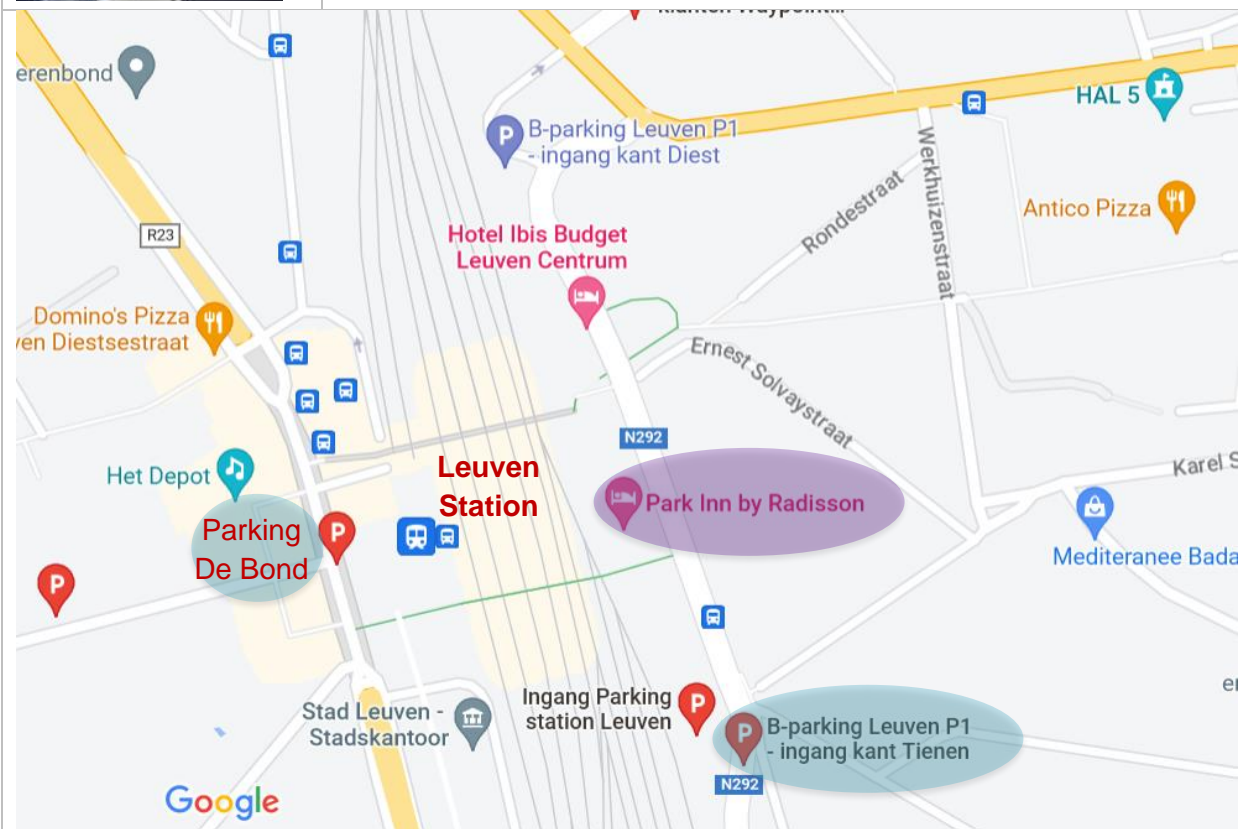 erenbond
HAL 5
B-parking Leuven P1
- ingang kant Diest
Werkhuizenstraat
Rondestraat
Antico Pizza
R23
Hotel Ibis Budget
Leuven Centrum
Domino's Pizza
ven Diestsestraat
Ernest Solvaystraat
N292
Leuven
Station
Karel S
Het Depot
Park Inn by Radisson
Parking
De Bond
P
P
P
Mediteranee Bada
Ingang Parking
station Leuven
P
Stad Leuven -
Stadskantoor
B-parking Leuven P1
- ingang kant Tienen
P
N292
Google